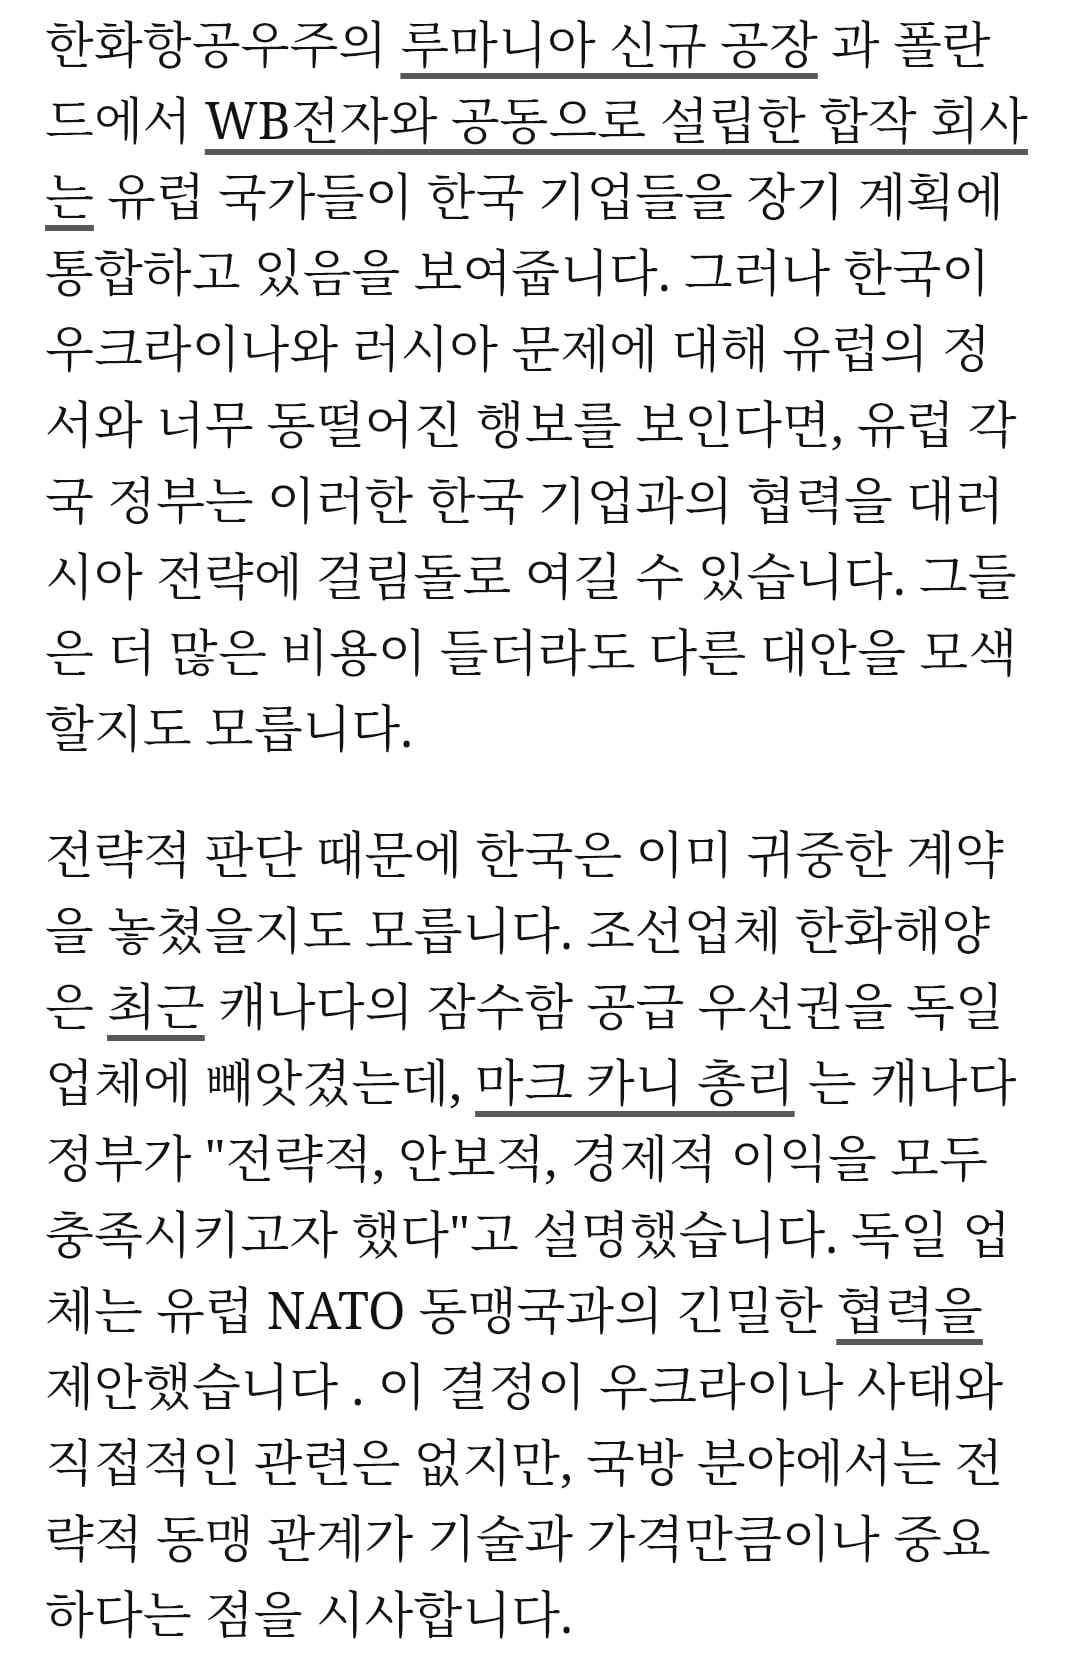 한화항공우주의 루마니아 신규 공장 과 폴란
드에서 WB전자와 공동으로 설립한 합작 회사
는 유럽 국가들이 한국 기업들을 장기 계획에
통합하고 있음을 보여줍니다. 그러나 한국이
우크라이나와 러시아 문제에 대해 유럽의 정
서와 너무 동떨어진 행보를 보인다면, 유럽 각
국 정부는 이러한 한국 기업과의 협력을 대러
시아 전략에 걸림돌로 여길 수 있습니다. 그들
은 더 많은 비용이 들더라도 다른 대안을 모색
할지도 모릅니다.
전략적 판단 때문에 한국은 이미 귀중한 계약
을 놓쳤을지도 모릅니다. 조선업체 한화해양
은 최근 캐나다의 잠수함 공급 우선권을 독일
업체에 빼앗겼는데, 마크 카니 총리 는 캐나다
정부가 "전략적, 안보적, 경제적 이익을 모두
충족시키고자 했다"고 설명했습니다. 독일 업
체는 유럽 NATO 동맹국과의 긴밀한 협력을
제안했습니다 . 이 결정이 우크라이나 사태와
직접적인 관련은 없지만, 국방 분야에서는 전
략적 동맹 관계가 기술과 가격만큼이나 중요
하다는 점을 시사합니다.